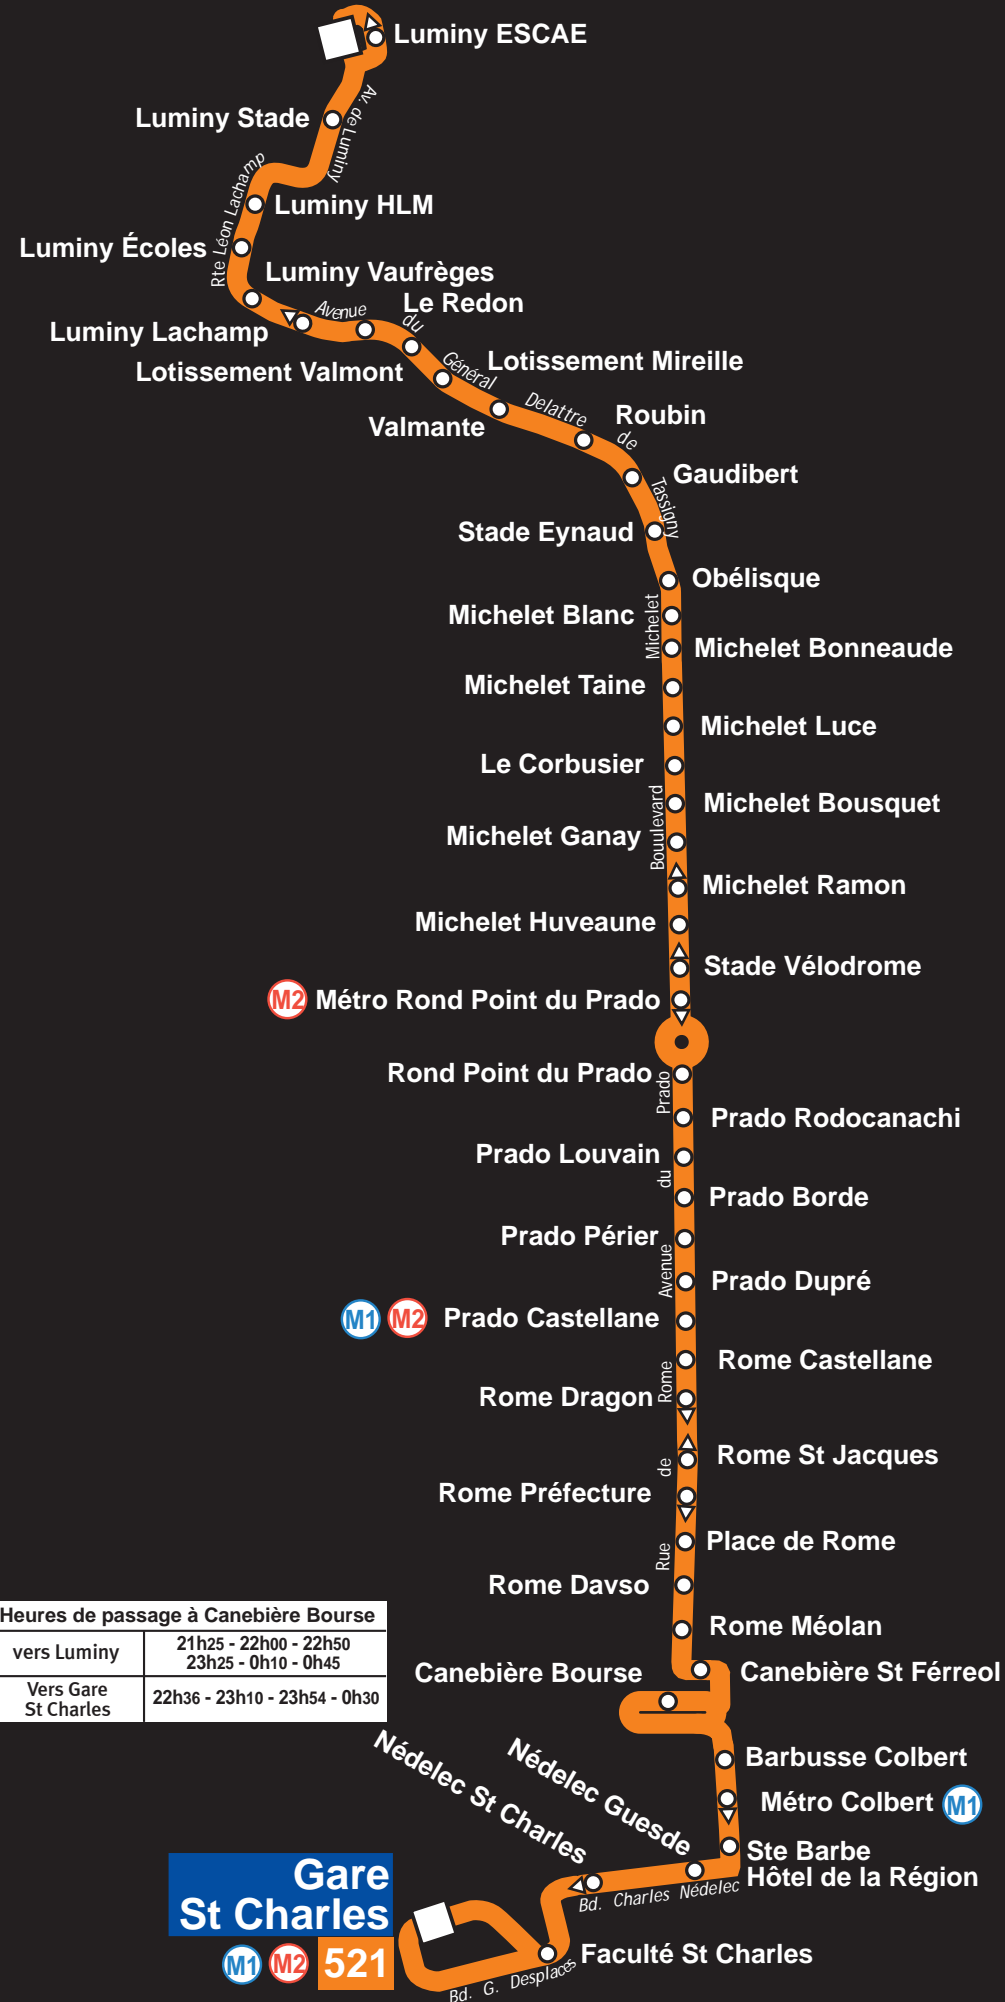 Luminy ESCAE
Luminy Stade
Av. de Luminy
Rte Léon Lachamp
Luminy HLM
Luminy Écoles
Luminy Vaufrèges
Luminy Lachamp
Le Redon
Lotissement Valmont
Lotissement Mireille
Avenue du Général Delattre de Tassigny
Valmante
Roubin
Gaudibert
Stade Eynaud
Obélisque
Michelet Blanc
Michelet Bonneaude
Michelet Taine
Michelet Luce
Le Corbusier
Michelet Bousquet
Michelet Ganay
Bouulevard Michelet
Michelet Ramon
Michelet Huveaune
Stade Vélodrome
M2 Métro Rond Point du Prado
Rond Point du Prado
Prado Rodocanachi
Prado Louvain
Prado Borde
Prado Périer
Avenue du Prado
Prado Dupré
M1 M2 Prado Castellane
Rome Castellane
Rome Dragon
Rome St Jacques
Rome Préfecture
Rue de Rome
Place de Rome
Rome Davso
Rome Méolan
Canebière Bourse
Canebière St Férreol
Heures de passage à Canebière Bourse
vers Luminy
21h25 - 22h00 - 22h50
23h25 - 0h10 - 0h45
Vers Gare
St Charles
22h36 - 23h10 - 23h54 - 0h30
Barbusse Colbert
Métro Colbert M1
Nédelec St Charles
Nédelec Guesde
Ste Barbe
Hôtel de la Région
Bd. Charles Nédelec
Gare
St Charles
M1 M2 521
Faculté St Charles
Bd. G. Desplaces